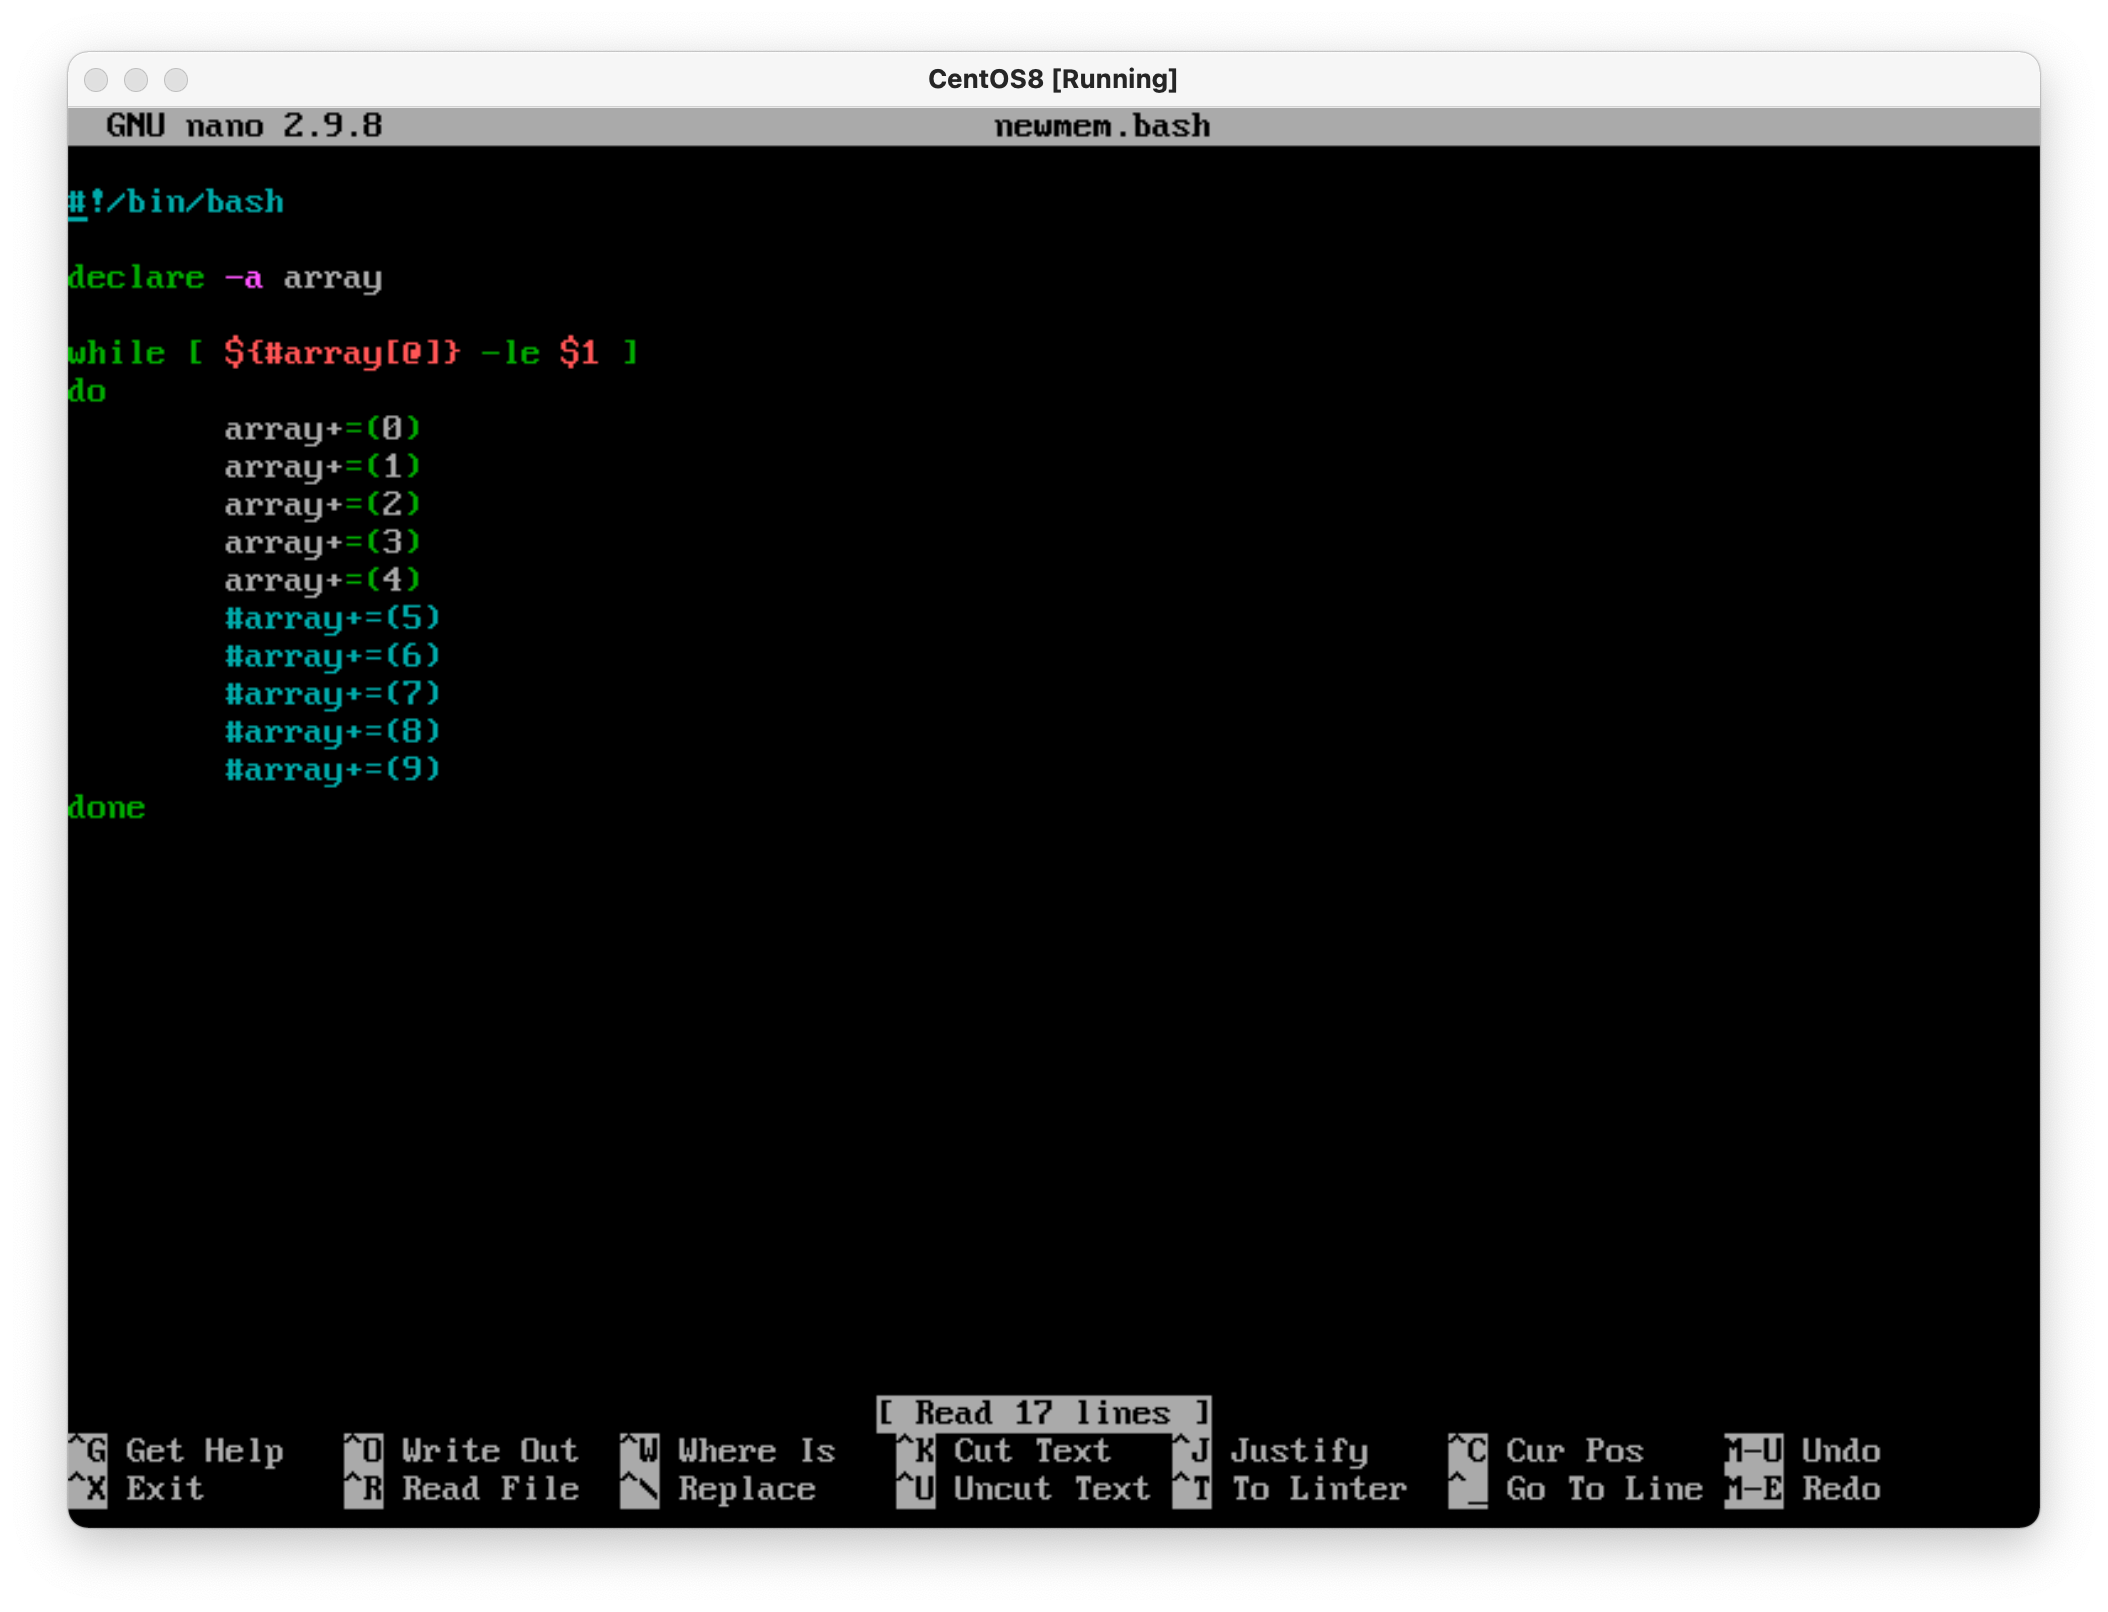 CentOS8 [Running]
GNU nano 2.9.8 newmem.bash
#!/bin/bash
declare -a array
while [ ${#array[@]} -le $1 ]
do
array+=(0)
array+=(1)
array+=(2)
array+=(3)
array+=(4)
#array+=(5)
#array+=(6)
#array+=(7)
#array+=(8)
#array+=(9)
done
[ Read 17 lines ]
^G Get Help ^O Write Out ^W Where Is ^K Cut Text ^J Justify ^C Cur Pos M-U Undo
^X Exit ^R Read File ^\ Replace ^U Uncut Text ^T To Linter ^_ Go To Line M-E Redo